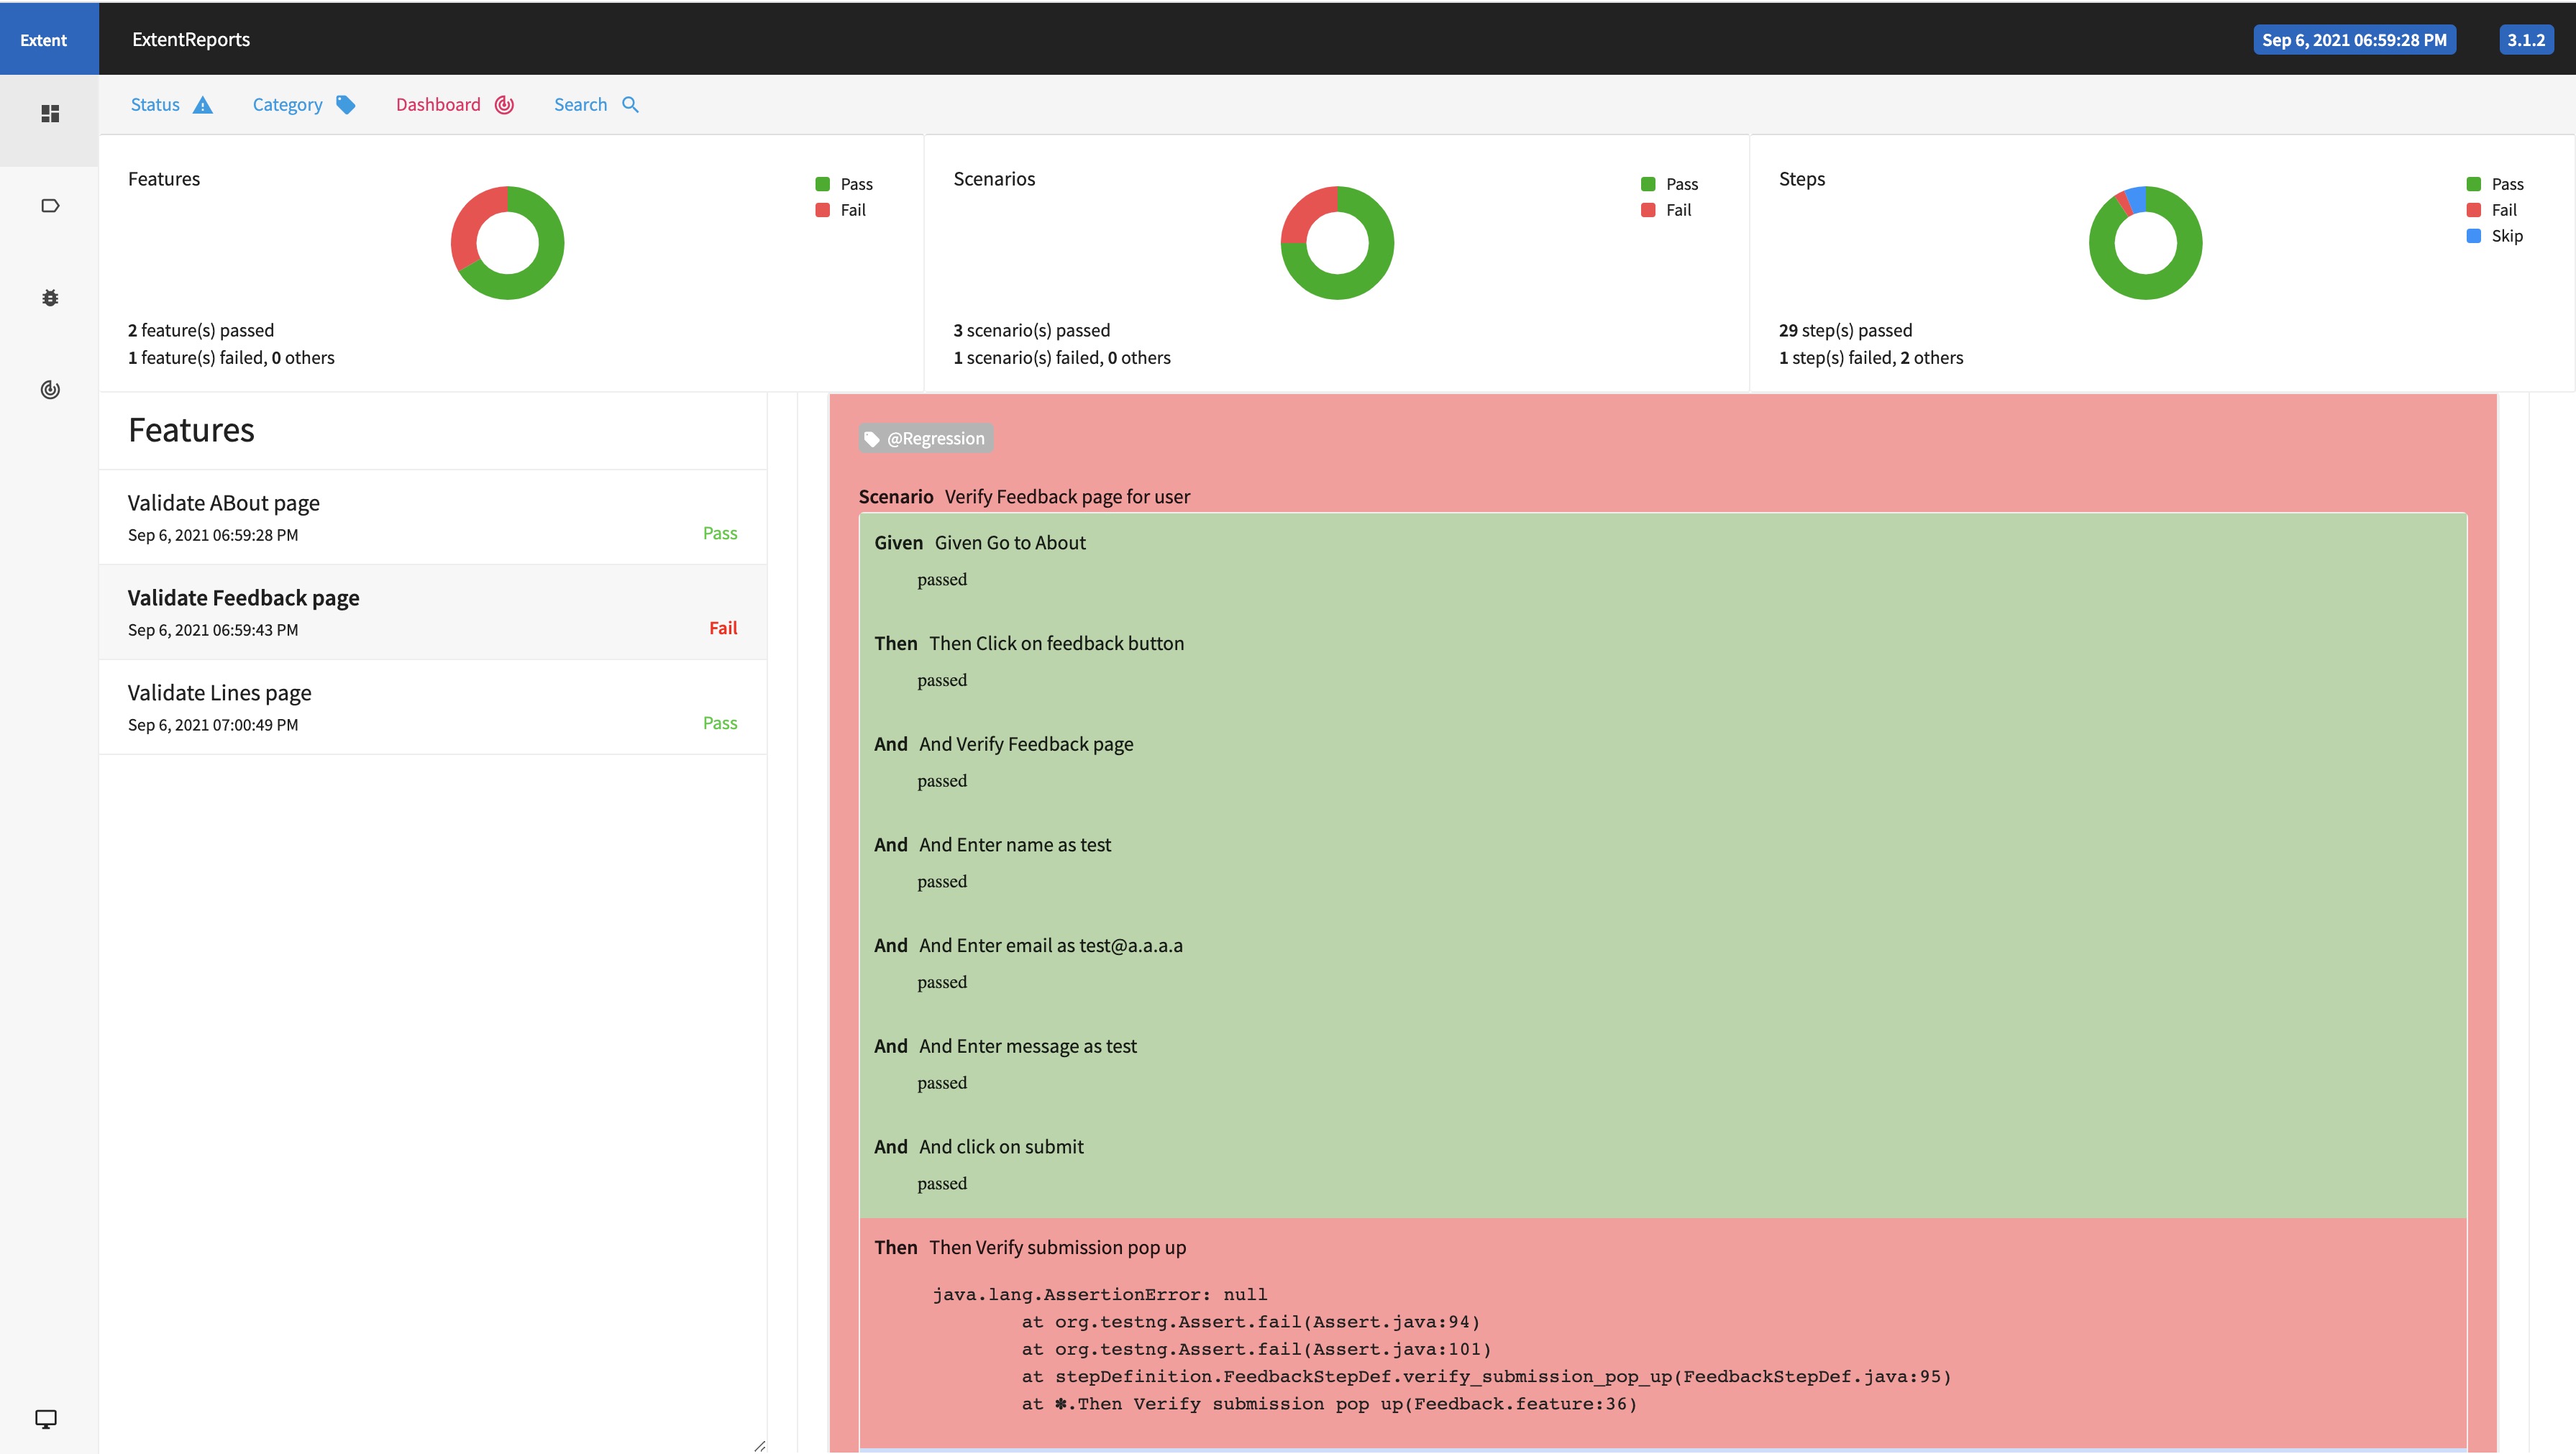 Extent
ExtentReports
Sep 6, 2021 06:59:28 PM
3.1.2
Status
Category
Dashboard
Search
Features
Pass
Fail
2 feature(s) passed
1 feature(s) failed, 0 others
Scenarios
Pass
Fail
3 scenario(s) passed
1 scenario(s) failed, 0 others
Steps
Pass
Fail
Skip
29 step(s) passed
1 step(s) failed, 2 others
Features
Validate ABout page
Sep 6, 2021 06:59:28 PM
Pass
Validate Feedback page
Sep 6, 2021 06:59:43 PM
Fail
Validate Lines page
Sep 6, 2021 07:00:49 PM
Pass
@Regression
Scenario Verify Feedback page for user
Given Given Go to About
passed
Then Then Click on feedback button
passed
And And Verify Feedback page
passed
And And Enter name as test
passed
And And Enter email as test@a.a.a.a
passed
And And Enter message as test
passed
And And click on submit
passed
Then Then Verify submission pop up
java.lang.AssertionError: null
at org.testng.Assert.fail(Assert.java:94)
at org.testng.Assert.fail(Assert.java:101)
at stepDefinition.FeedbackStepDef.verify_submission_pop_up(FeedbackStepDef.java:95)
at ✽.Then Verify submission pop up(Feedback.feature:36)